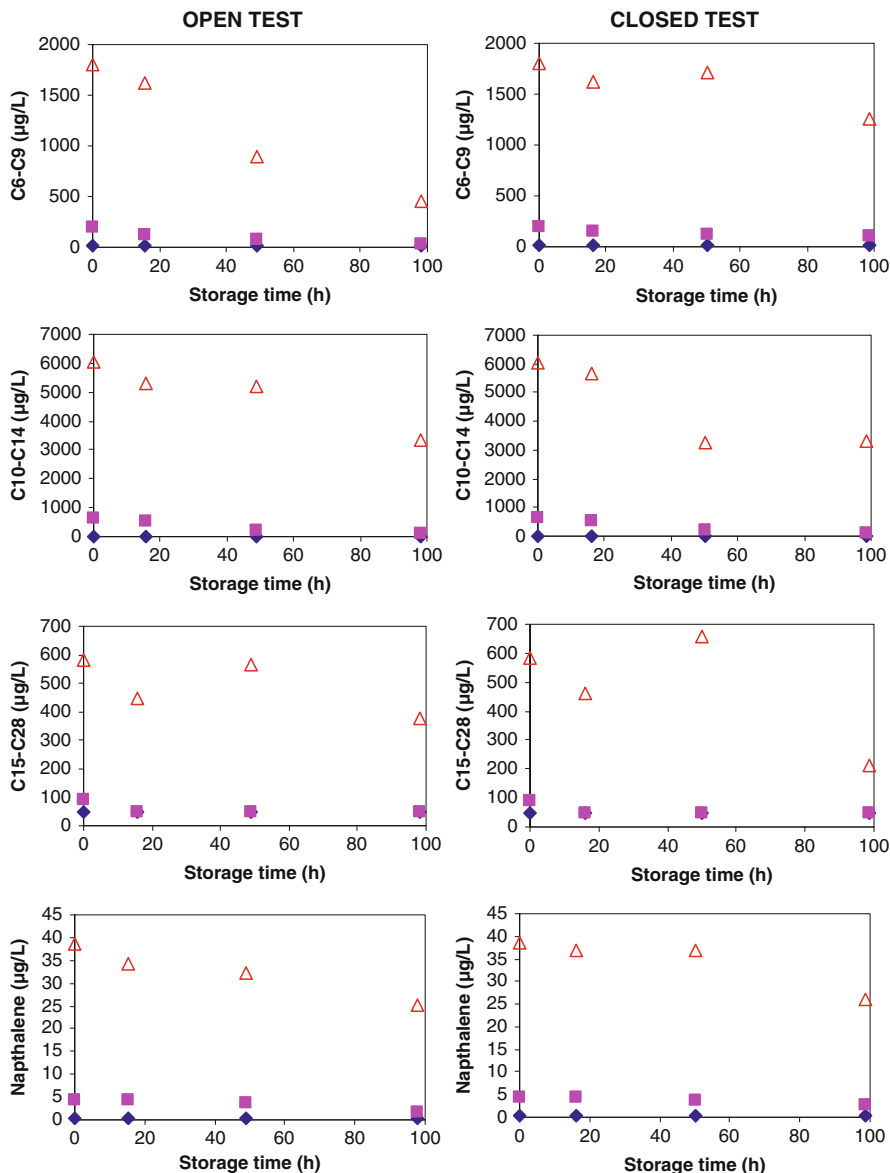 OPEN TEST
C6-C9 (µg/L)
2000
1500
1000
500
0
0 20 40 60 80 100
Storage time (h)
CLOSED TEST
C6-C9 (µg/L)
2000
1500
1000
500
0
0 20 40 60 80 100
Storage time (h)
C10-C14 (µg/L)
7000
6000
5000
4000
3000
2000
1000
0
0 20 40 60 80 100
Storage time (h)
C10-C14 (µg/L)
7000
6000
5000
4000
3000
2000
1000
0
0 20 40 60 80 100
Storage time (h)
C15-C28 (µg/L)
700
600
500
400
300
200
100
0
0 20 40 60 80 100
Storage time (h)
C15-C28 (µg/L)
700
600
500
400
300
200
100
0
0 20 40 60 80 100
Storage time (h)
Napthalene (µg/L)
45
40
35
30
25
20
15
10
5
0
0 20 40 60 80 100
Storage time (h)
Napthalene (µg/L)
45
40
35
30
25
20
15
10
5
0
0 20 40 60 80 100
Storage time (h)